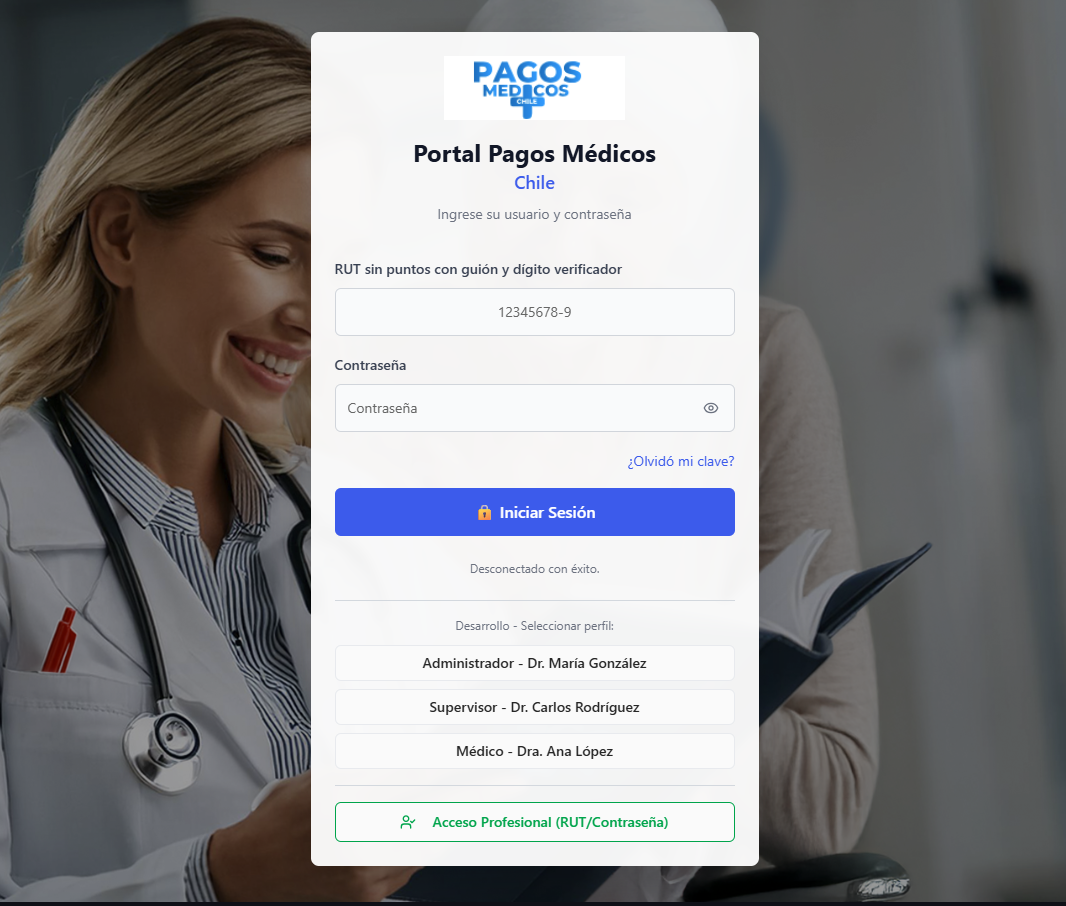 PAGOS
MEDICOS
CHILE
Portal Pagos Médicos
Chile
Ingrese su usuario y contraseña
RUT sin puntos con guión y dígito verificador
12345678-9
Contraseña
Contraseña
¿Olvidó mi clave?
Iniciar Sesión
Desconectado con éxito.
Desarrollo - Seleccionar perfil:
Administrador - Dr. María González
Supervisor - Dr. Carlos Rodríguez
Médico - Dra. Ana López
Acceso Profesional (RUT/Contraseña)